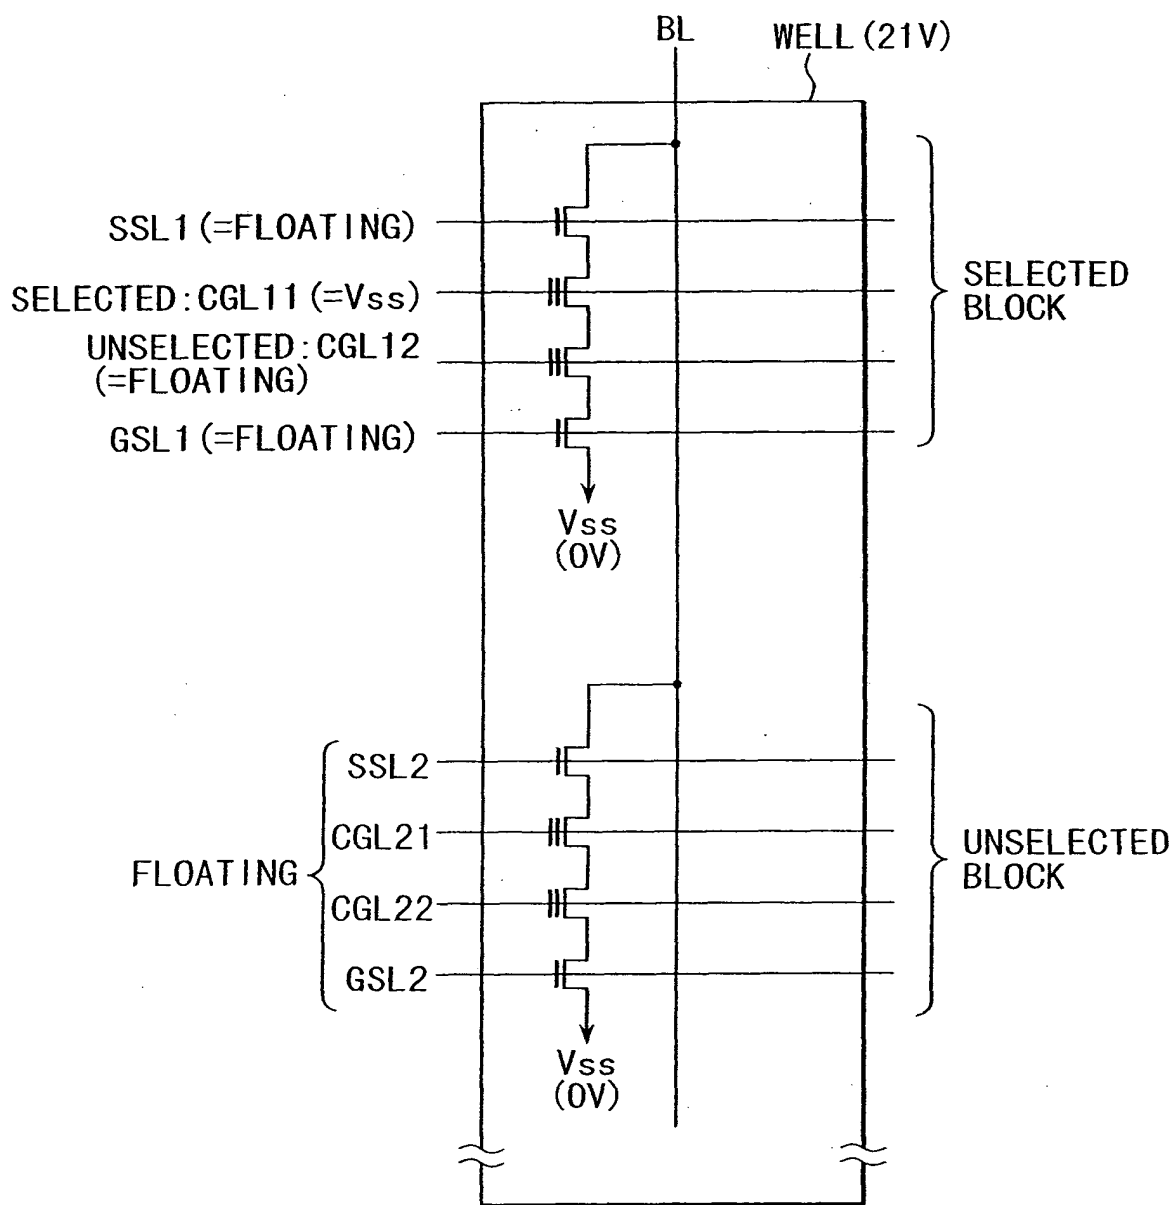 BL
WELL(21V)
SSL1(=FLOATING)
SELECTED:CGL11(=Vss)
UNSELECTED:CGL12
(=FLOATING)
GSL1(=FLOATING)
SELECTED
BLOCK
Vss
(0V)
SSL2
CGL21
FLOATING
CGL22
GSL2
UNSELECTED
BLOCK
Vss
(0V)